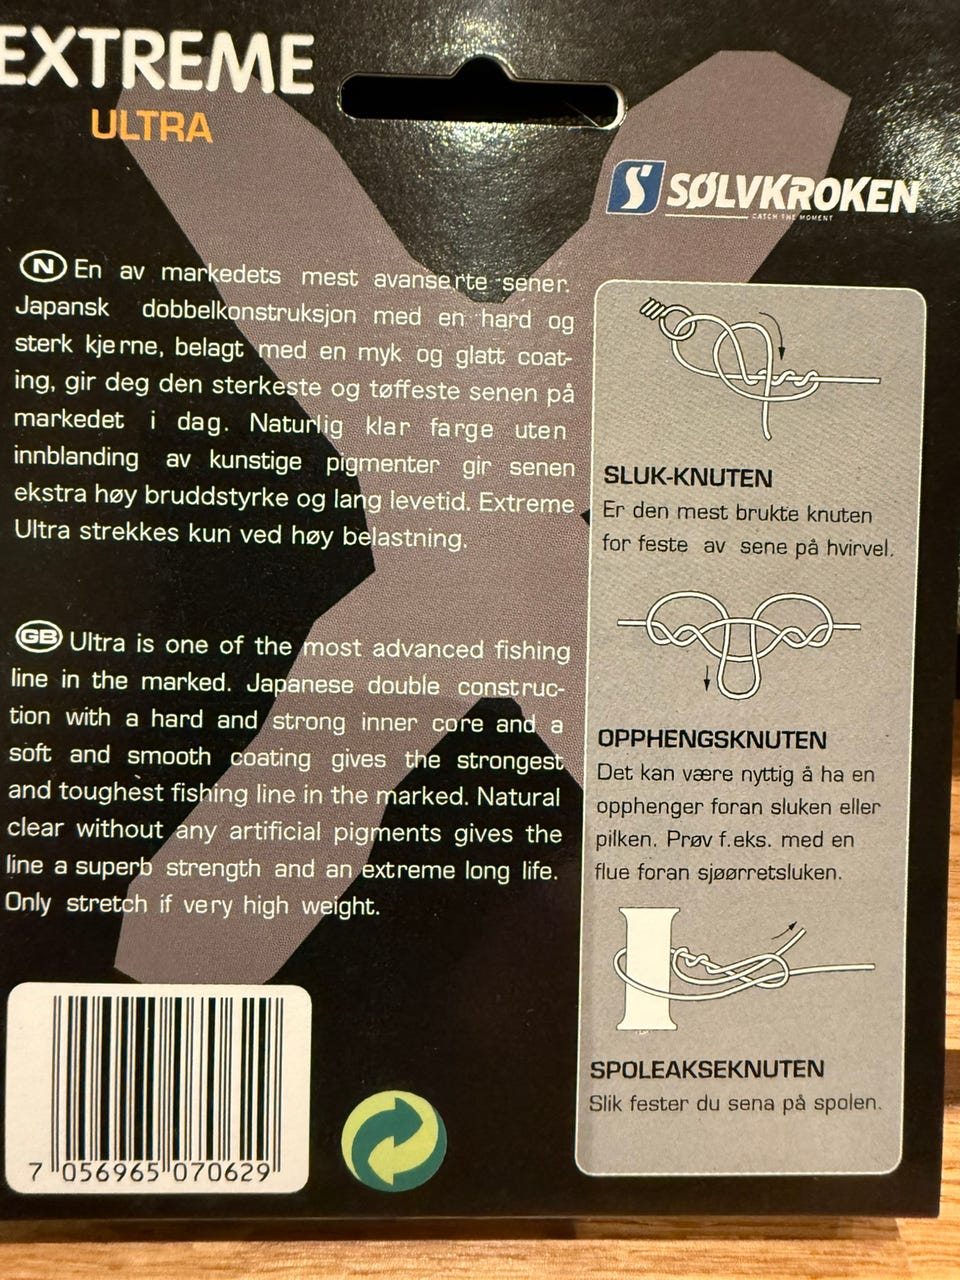 EXTREME
ULTRA
SØLVKROKEN
CATCH THE MOMENT
N En av markedets mest avanserte sener.
Japansk dobbelkonstruksjon med en hard og
sterk kjerne, belagt med en myk og glatt coat-
ing, gir deg den sterkeste og tøffeste senen på
markedet i dag. Naturlig klar farge uten
innblanding av kunstige pigmenter gir senen
ekstra høy bruddstyrke og lang levetid. Extreme
Ultra strekkes kun ved høy belastning.
GB Ultra is one of the most advanced fishing
line in the marked. Japanese double construc-
tion with a hard and strong inner core and a
soft and smooth coating gives the strongest
and toughest fishing line in the marked. Natural
clear without any artificial pigments gives the
line a superb strength and an extreme long life.
Only stretch if very high weight.
SLUK-KNUTEN
Er den mest brukte knuten
for feste av sene på hvirvel.
OPPHENGSKNUTEN
Det kan være nyttig å ha en
opphenger foran sluken eller
pilken. Prøv f.eks. med en
flue foran sjøørretsluken.
SPOLEAKSEKNUTEN
Slik fester du sena på spolen.
7 056965 070629